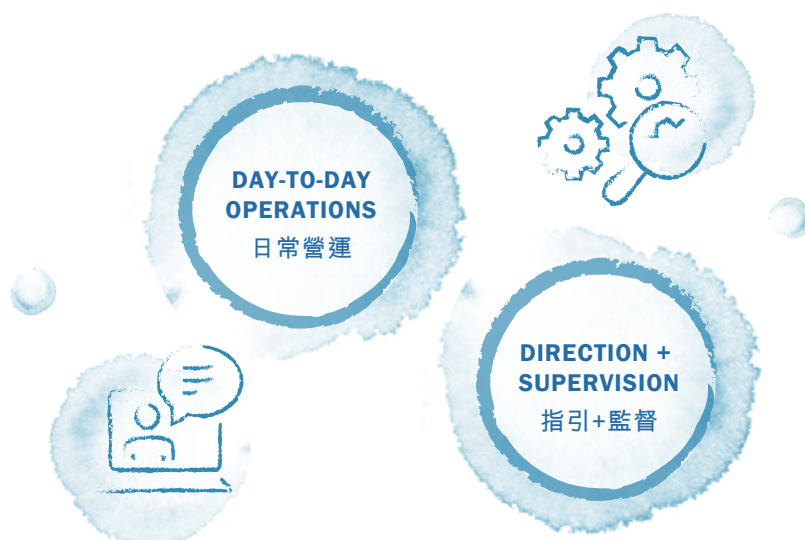 DAY-TO-DAY
OPERATIONS
日常營運
DIRECTION +
SUPERVISION
指引+監督